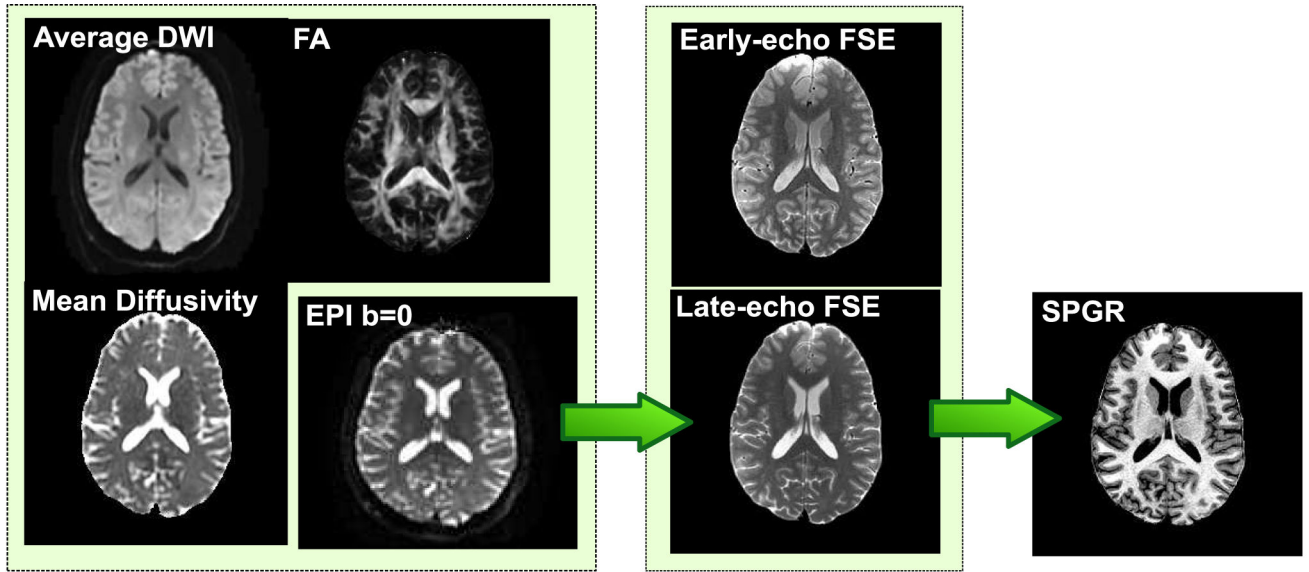 Average DWI
FA
Mean Diffusivity
EPI b=0
Early-echo FSE
Late-echo FSE
SPGR